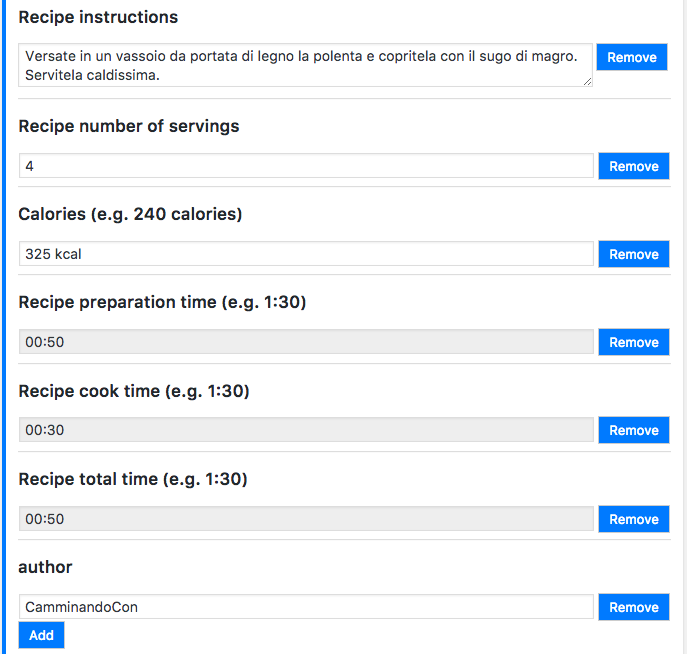 Recipe instructions
Versate in un vassoio da portata di legno la polenta e copritela con il sugo di magro. Remove
Servitela caldissima.
Recipe number of servings
4 Remove
Calories (e.g. 240 calories)
325 kcal Remove
Recipe preparation time (e.g. 1:30)
00:50 Remove
Recipe cook time (e.g. 1:30)
00:30 Remove
Recipe total time (e.g. 1:30)
00:50 Remove
author
CamminandoCon Remove
Add